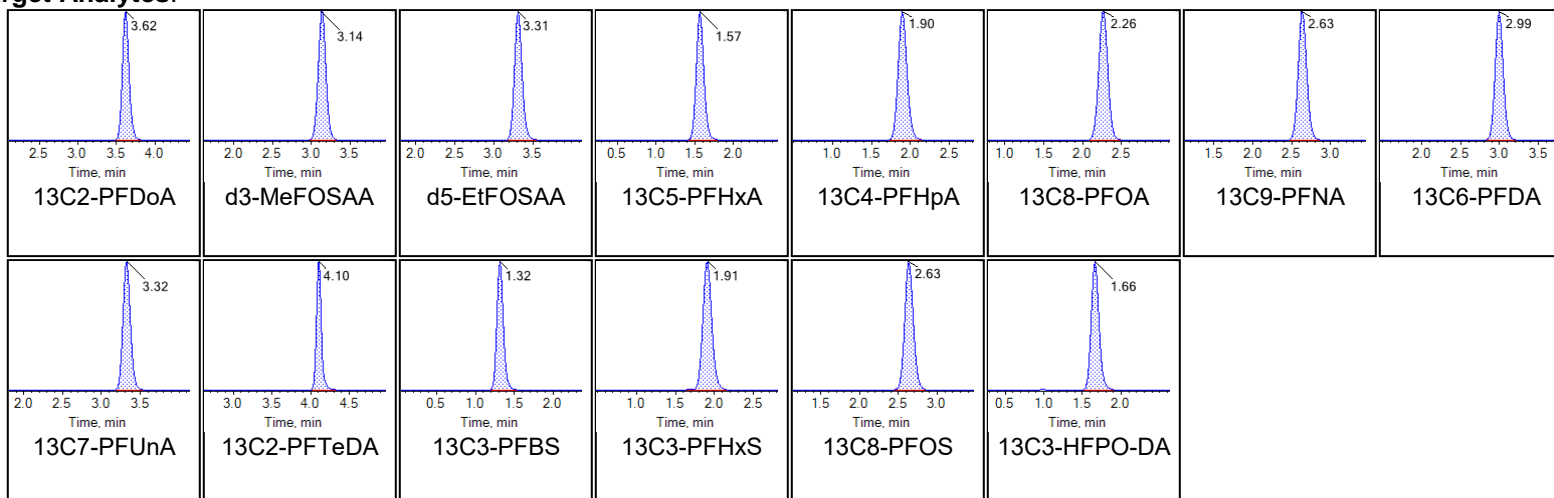 rget Analytes:
3.62 3.14 3.31 1.57 1.90 2.26 2.63 2.99
2.5 3.0 3.5 4.0 2.0 2.5 3.0 3.5 2.0 2.5 3.0 3.5 0.5 1.0 1.5 2.0 1.0 1.5 2.0 2.5 1.0 1.5 2.0 2.5 1.5 2.0 2.5 3.0 2.0 2.5 3.0 3.5
Time, min Time, min Time, min Time, min Time, min Time, min Time, min Time, min
13C2-PFDoA d3-MeFOSAA d5-EtFOSAA 13C5-PFHxA 13C4-PFHpA 13C8-PFOA 13C9-PFNA 13C6-PFDA
3.32 4.10 1.32 1.91 2.63 1.66
2.0 2.5 3.0 3.5 3.0 3.5 4.0 4.5 0.5 1.0 1.5 2.0 1.0 1.5 2.0 2.5 1.5 2.0 2.5 3.0 0.5 1.0 1.5 2.0
Time, min Time, min Time, min Time, min Time, min Time, min
13C7-PFUnA 13C2-PFTeDA 13C3-PFBS 13C3-PFHxS 13C8-PFOS 13C3-HFPO-DA